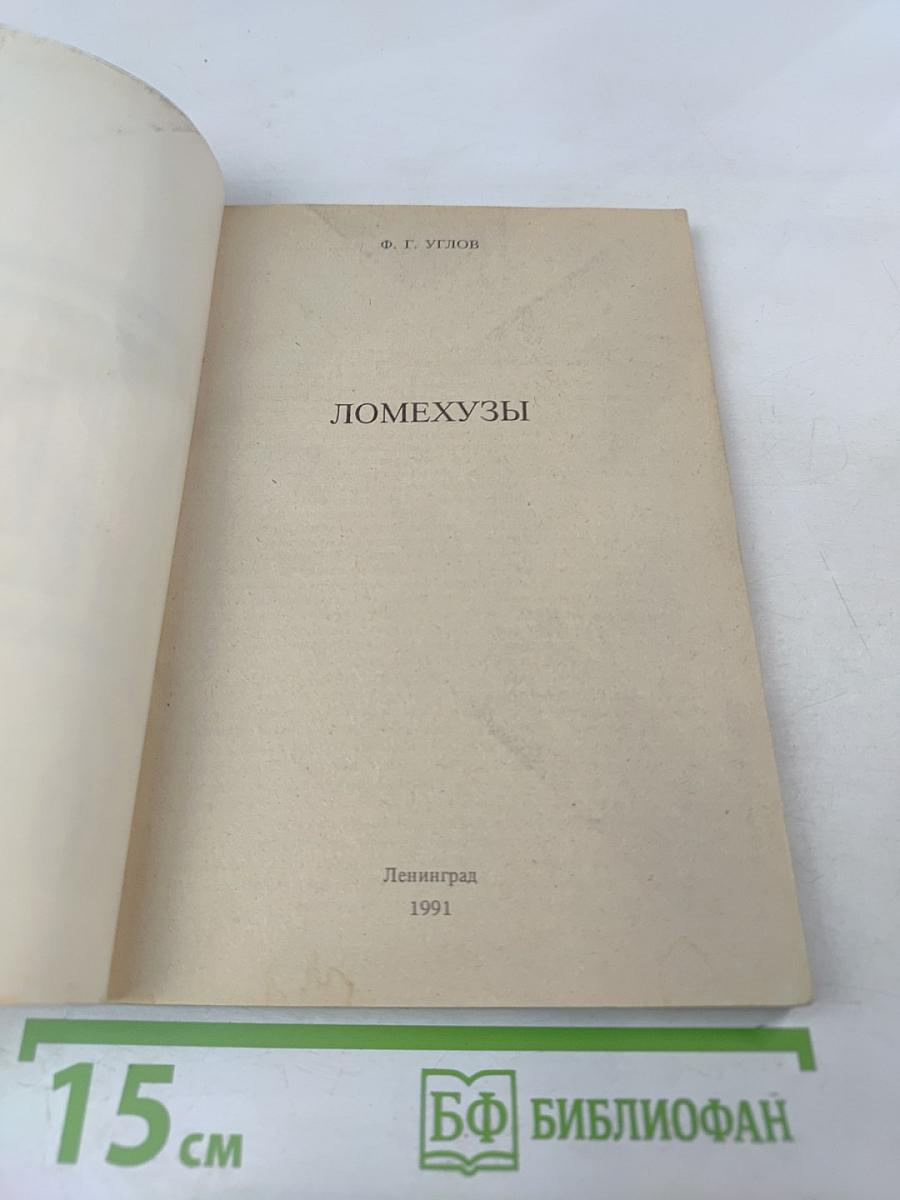 Ф. Г. УГЛОВ
ЛОМЕХУЗЫ
Ленинград
1991
15 см
БФ БИБЛИОФАН